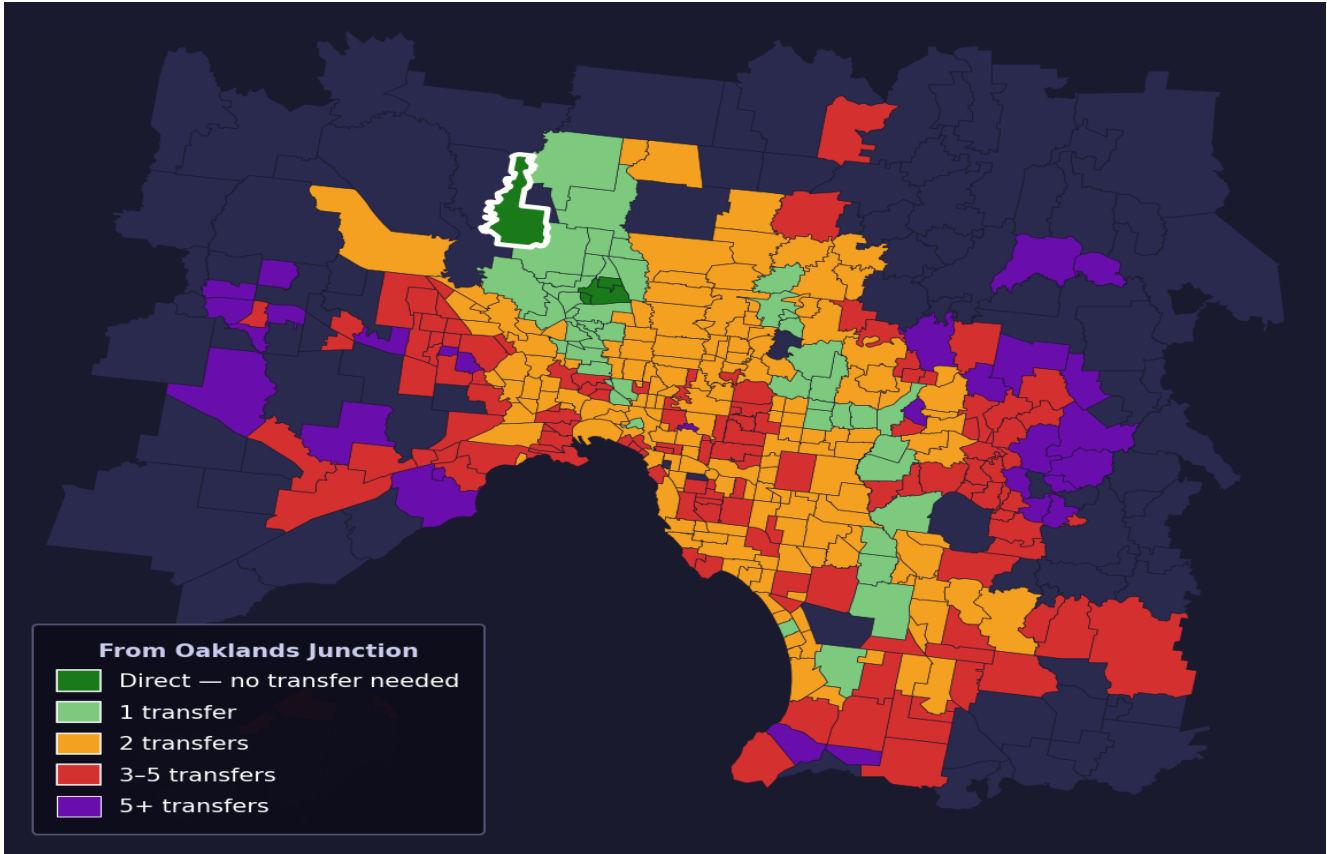 From Oaklands Junction
Direct — no transfer needed
1 transfer
2 transfers
3–5 transfers
5+ transfers